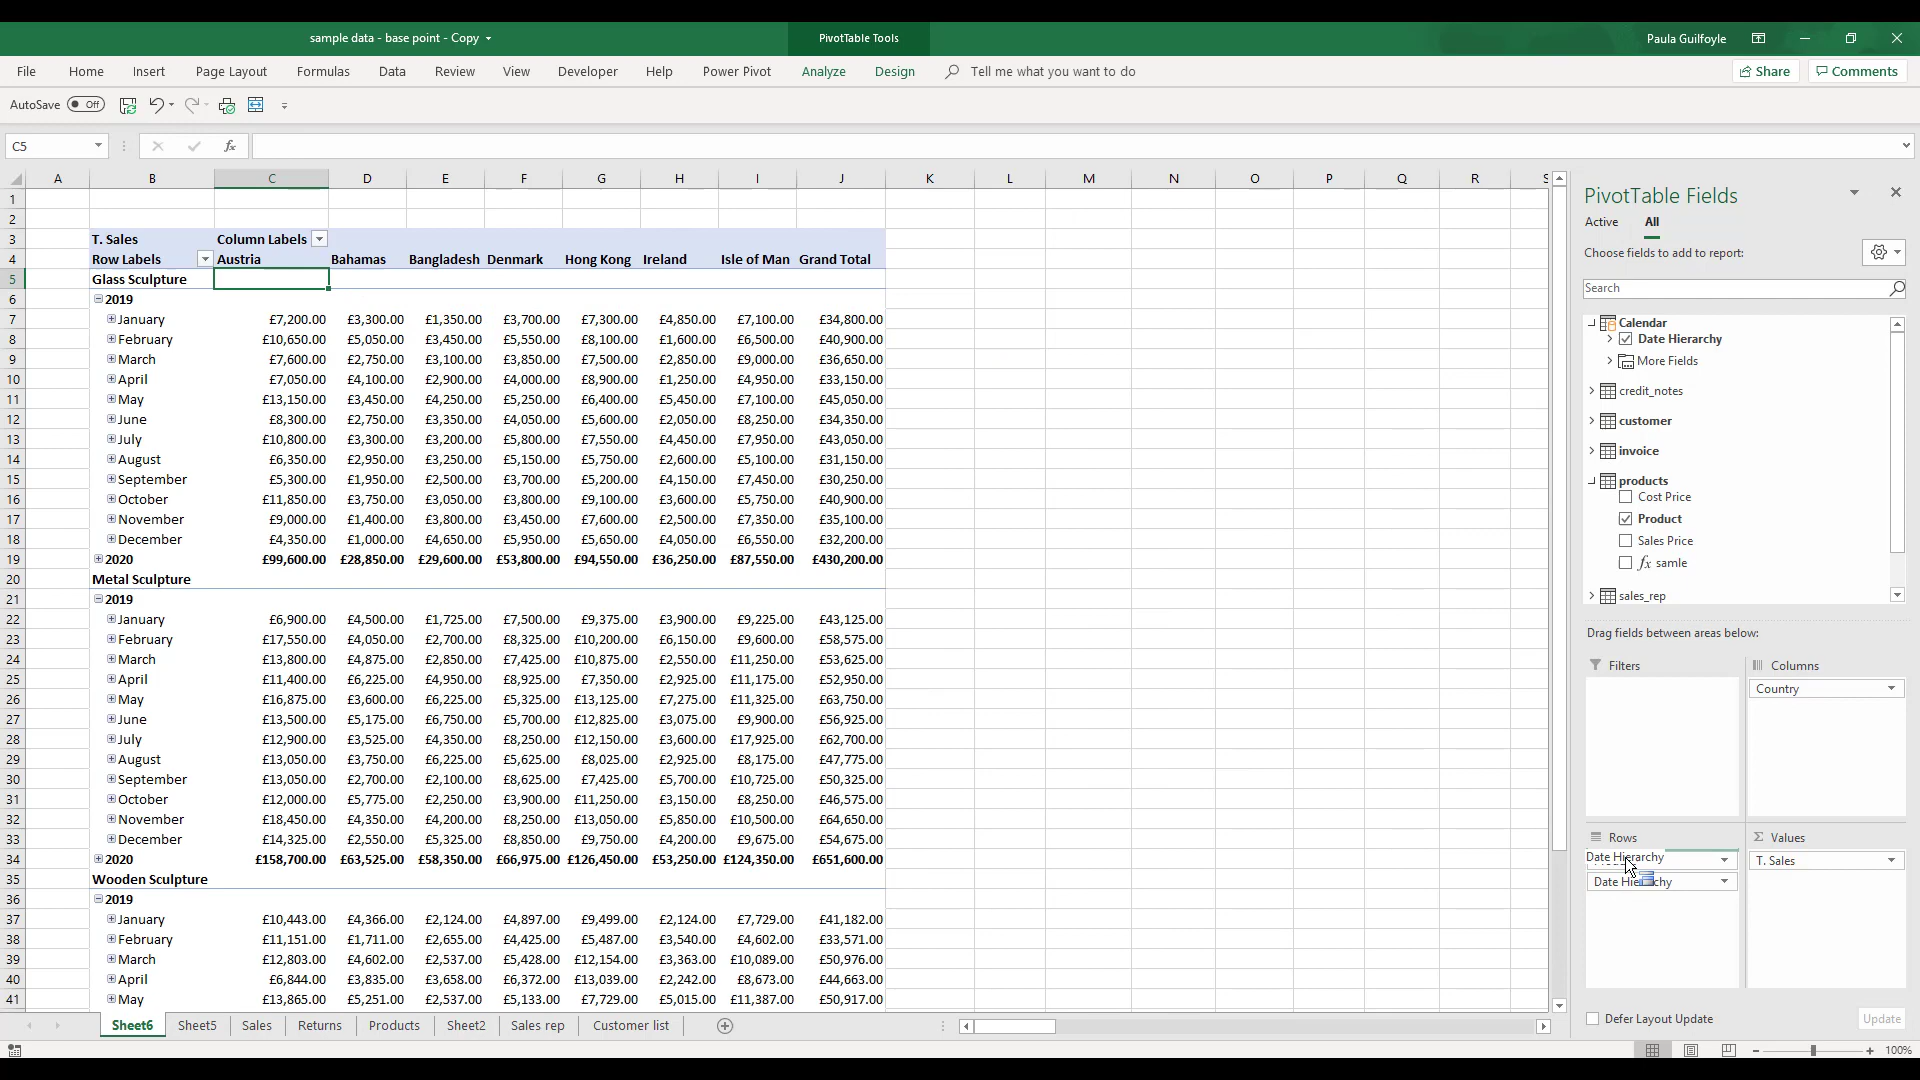 sample data - base point - Copy
PivotTable Tools
Paula Guilfoyle
File Home Insert Page Layout Formulas Data Review View Developer Help Power Pivot Analyze Design Tell me what you want to do Share Comments
AutoSave Off
C5 fx
A B C D E F G H I J K L M N O P Q R S
1
2
3 T. Sales Column Labels
4 Row Labels Austria Bahamas Bangladesh Denmark Hong Kong Ireland Isle of Man Grand Total
5 Glass Sculpture
6 2019
7 January £7,200.00 £3,300.00 £1,350.00 £3,700.00 £7,300.00 £4,850.00 £7,100.00 £34,800.00
8 February £10,650.00 £5,050.00 £3,450.00 £5,550.00 £8,100.00 £1,600.00 £6,500.00 £40,900.00
9 March £7,600.00 £2,750.00 £3,100.00 £3,850.00 £7,500.00 £2,850.00 £9,000.00 £36,650.00
10 April £7,050.00 £4,100.00 £2,900.00 £4,000.00 £8,900.00 £1,250.00 £4,950.00 £33,150.00
11 May £13,150.00 £3,450.00 £4,250.00 £5,250.00 £6,400.00 £5,450.00 £7,100.00 £45,050.00
12 June £8,300.00 £2,750.00 £3,350.00 £4,050.00 £5,600.00 £2,050.00 £8,250.00 £34,350.00
13 July £10,800.00 £3,300.00 £3,200.00 £5,800.00 £7,550.00 £4,450.00 £7,950.00 £43,050.00
14 August £6,350.00 £2,950.00 £3,250.00 £5,150.00 £5,750.00 £2,600.00 £5,100.00 £31,150.00
15 September £5,300.00 £1,950.00 £2,500.00 £3,700.00 £5,200.00 £4,150.00 £7,450.00 £30,250.00
16 October £11,850.00 £3,750.00 £3,050.00 £3,800.00 £9,100.00 £3,600.00 £5,750.00 £40,900.00
17 November £9,000.00 £1,400.00 £3,800.00 £3,450.00 £7,600.00 £2,500.00 £7,350.00 £35,100.00
18 December £4,350.00 £1,000.00 £4,650.00 £5,950.00 £5,650.00 £4,050.00 £6,550.00 £32,200.00
19 2020 £99,600.00 £28,850.00 £29,600.00 £53,800.00 £94,550.00 £36,250.00 £87,550.00 £430,200.00
20 Metal Sculpture
21 2019
22 January £6,900.00 £4,500.00 £1,725.00 £7,500.00 £9,375.00 £3,900.00 £9,225.00 £43,125.00
23 February £17,550.00 £4,050.00 £2,700.00 £8,325.00 £10,200.00 £6,150.00 £9,600.00 £58,575.00
24 March £13,800.00 £4,875.00 £2,850.00 £7,425.00 £10,875.00 £2,550.00 £11,250.00 £53,625.00
25 April £11,400.00 £6,225.00 £4,950.00 £8,925.00 £7,350.00 £2,925.00 £11,175.00 £52,950.00
26 May £16,875.00 £3,600.00 £6,225.00 £5,325.00 £13,125.00 £7,275.00 £11,325.00 £63,750.00
27 June £13,500.00 £5,175.00 £6,750.00 £5,700.00 £12,825.00 £3,075.00 £9,900.00 £56,925.00
28 July £12,900.00 £3,525.00 £4,350.00 £8,250.00 £12,150.00 £3,600.00 £17,925.00 £62,700.00
29 August £13,050.00 £3,750.00 £6,225.00 £5,625.00 £8,025.00 £2,925.00 £8,175.00 £47,775.00
30 September £13,050.00 £2,700.00 £2,100.00 £8,625.00 £7,425.00 £5,700.00 £10,725.00 £50,325.00
31 October £12,000.00 £5,775.00 £2,250.00 £3,900.00 £11,250.00 £3,150.00 £8,250.00 £46,575.00
32 November £18,450.00 £4,350.00 £4,200.00 £8,250.00 £13,050.00 £5,850.00 £10,500.00 £64,650.00
33 December £14,325.00 £2,550.00 £5,325.00 £8,850.00 £9,750.00 £4,200.00 £9,675.00 £54,675.00
34 2020 £158,700.00 £63,525.00 £58,350.00 £66,975.00 £126,450.00 £53,250.00 £124,350.00 £651,600.00
35 Wooden Sculpture
36 2019
37 January £10,443.00 £4,366.00 £2,124.00 £4,897.00 £9,499.00 £2,124.00 £7,729.00 £41,182.00
38 February £11,151.00 £1,711.00 £2,655.00 £4,425.00 £5,487.00 £3,540.00 £4,602.00 £33,571.00
39 March £12,803.00 £4,602.00 £2,537.00 £5,428.00 £12,154.00 £3,363.00 £10,089.00 £50,976.00
40 April £6,844.00 £3,835.00 £3,658.00 £6,372.00 £13,039.00 £2,242.00 £8,673.00 £44,663.00
41 May £13,865.00 £5,251.00 £2,537.00 £5,133.00 £7,729.00 £5,015.00 £11,387.00 £50,917.00
Sheet6 Sheet5 Sales Returns Products Sheet2 Sales rep Customer list
PivotTable Fields
Active All
Choose fields to add to report:
Search
Calendar
Date Hierarchy
More Fields
credit_notes
customer
invoice
products
Cost Price
Product
Sales Price
fx samle
sales_rep
Drag fields between areas below:
Filters
Columns
Country
Rows
Date Hierarchy
Date Hierarchy
Σ Values
T. Sales
Defer Layout Update
Update
100%